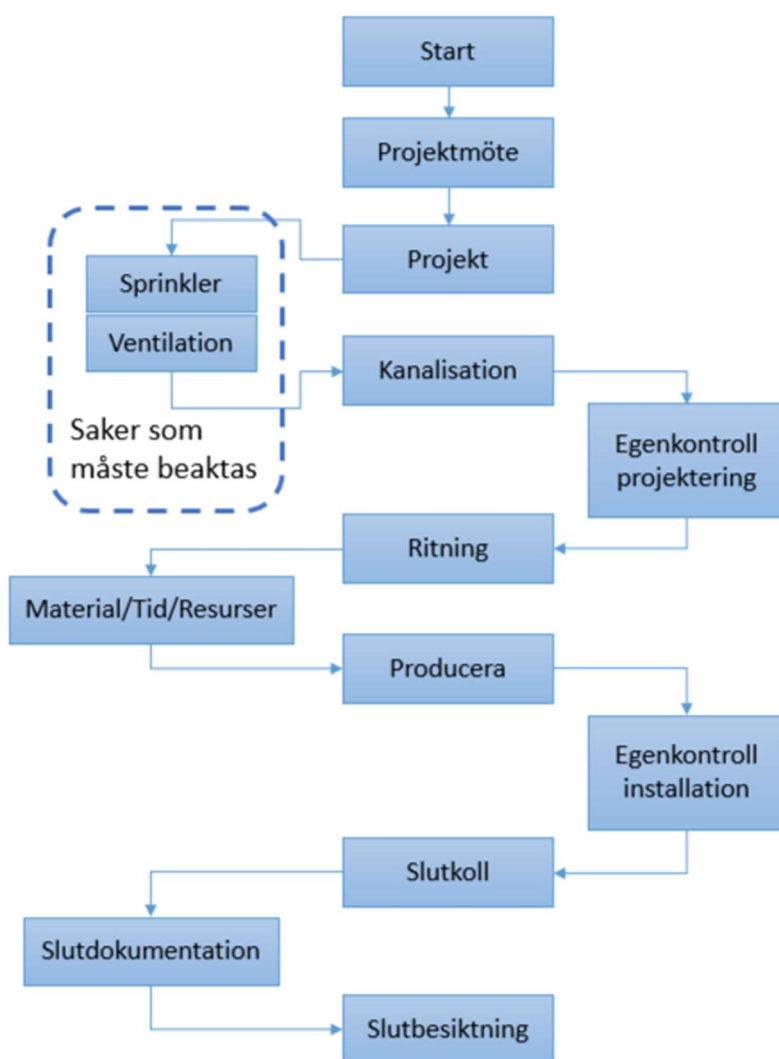 Start
Projektmöte
Projekt
Sprinkler
Ventilation
Saker som
måste beaktas
Kanalisation
Egenkontroll
projektering
Ritning
Material/Tid/Resurser
Producera
Egenkontroll
installation
Slutkoll
Slutdokumentation
Slutbesiktning